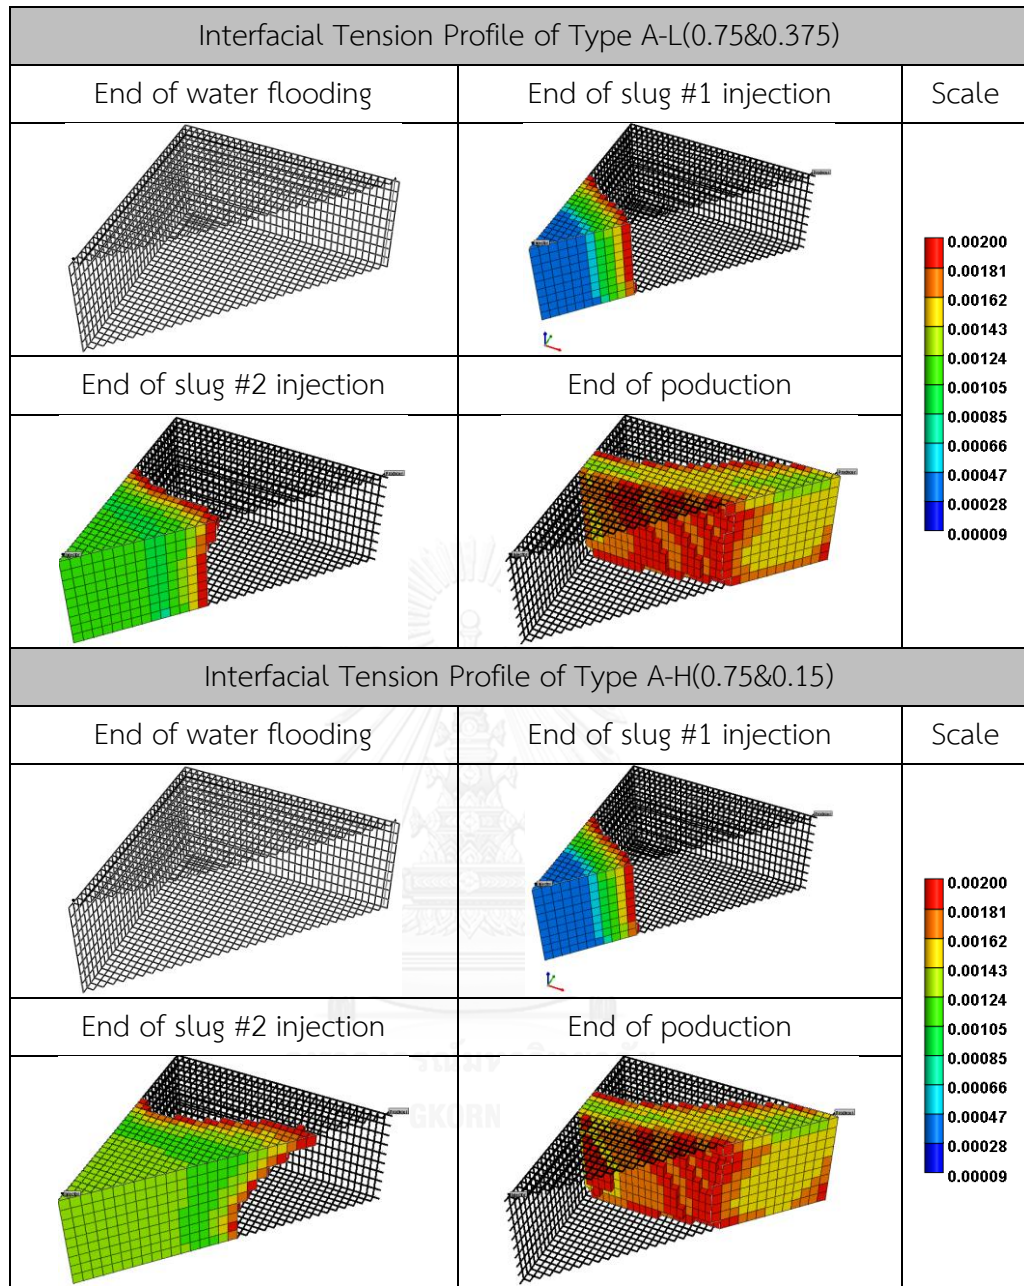 Interfacial Tension Profile of Type A-L(0.75&0.375)
End of water flooding
End of slug #1 injection
Scale
0.00200
0.00181
0.00162
0.00143
0.00124
0.00105
0.00085
0.00066
0.00047
0.00028
0.00009
End of slug #2 injection
End of poduction
Interfacial Tension Profile of Type A-H(0.75&0.15)
End of water flooding
End of slug #1 injection
Scale
0.00200
0.00181
0.00162
0.00143
0.00124
0.00105
0.00085
0.00066
0.00047
0.00028
0.00009
End of slug #2 injection
End of poduction
GKORN